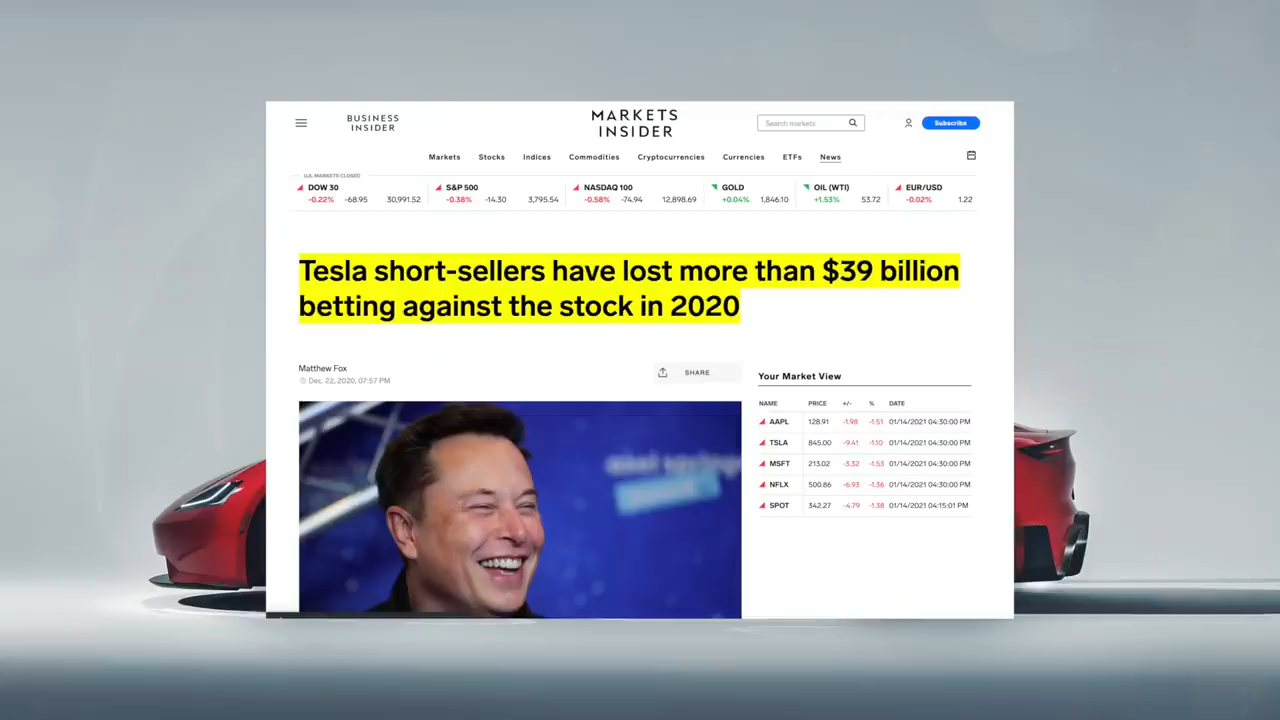 BUSINESS
INSIDER
MARKETS
INSIDER
Search markets
Subscribe
Markets Stocks Indices Commodities Cryptocurrencies Currencies ETFs News
U.S. MARKETS CLOSED
DOW 30 S&P 500 NASDAQ 100 GOLD OIL (WTI) EUR/USD
-0.22% -68.95 30,991.52 -0.38% -14.30 3,795.54 -0.58% -74.94 12,898.69 +0.04% 1,846.10 +1.53% 53.72 -0.02% 1.22
Tesla short-sellers have lost more than $39 billion
betting against the stock in 2020
Matthew Fox
Dec. 22, 2020, 07:57 PM
SHARE
Your Market View
NAME PRICE +/- % DATE
AAPL 128.91 -1.98 -1.51 01/14/2021 04:30:00 PM
TSLA 845.00 -9.41 -1.10 01/14/2021 04:30:00 PM
MSFT 213.02 -3.32 -1.53 01/14/2021 04:30:00 PM
NFLX 500.86 -6.93 -1.36 01/14/2021 04:30:00 PM
SPOT 342.27 -4.79 -1.38 01/14/2021 04:15:01 PM